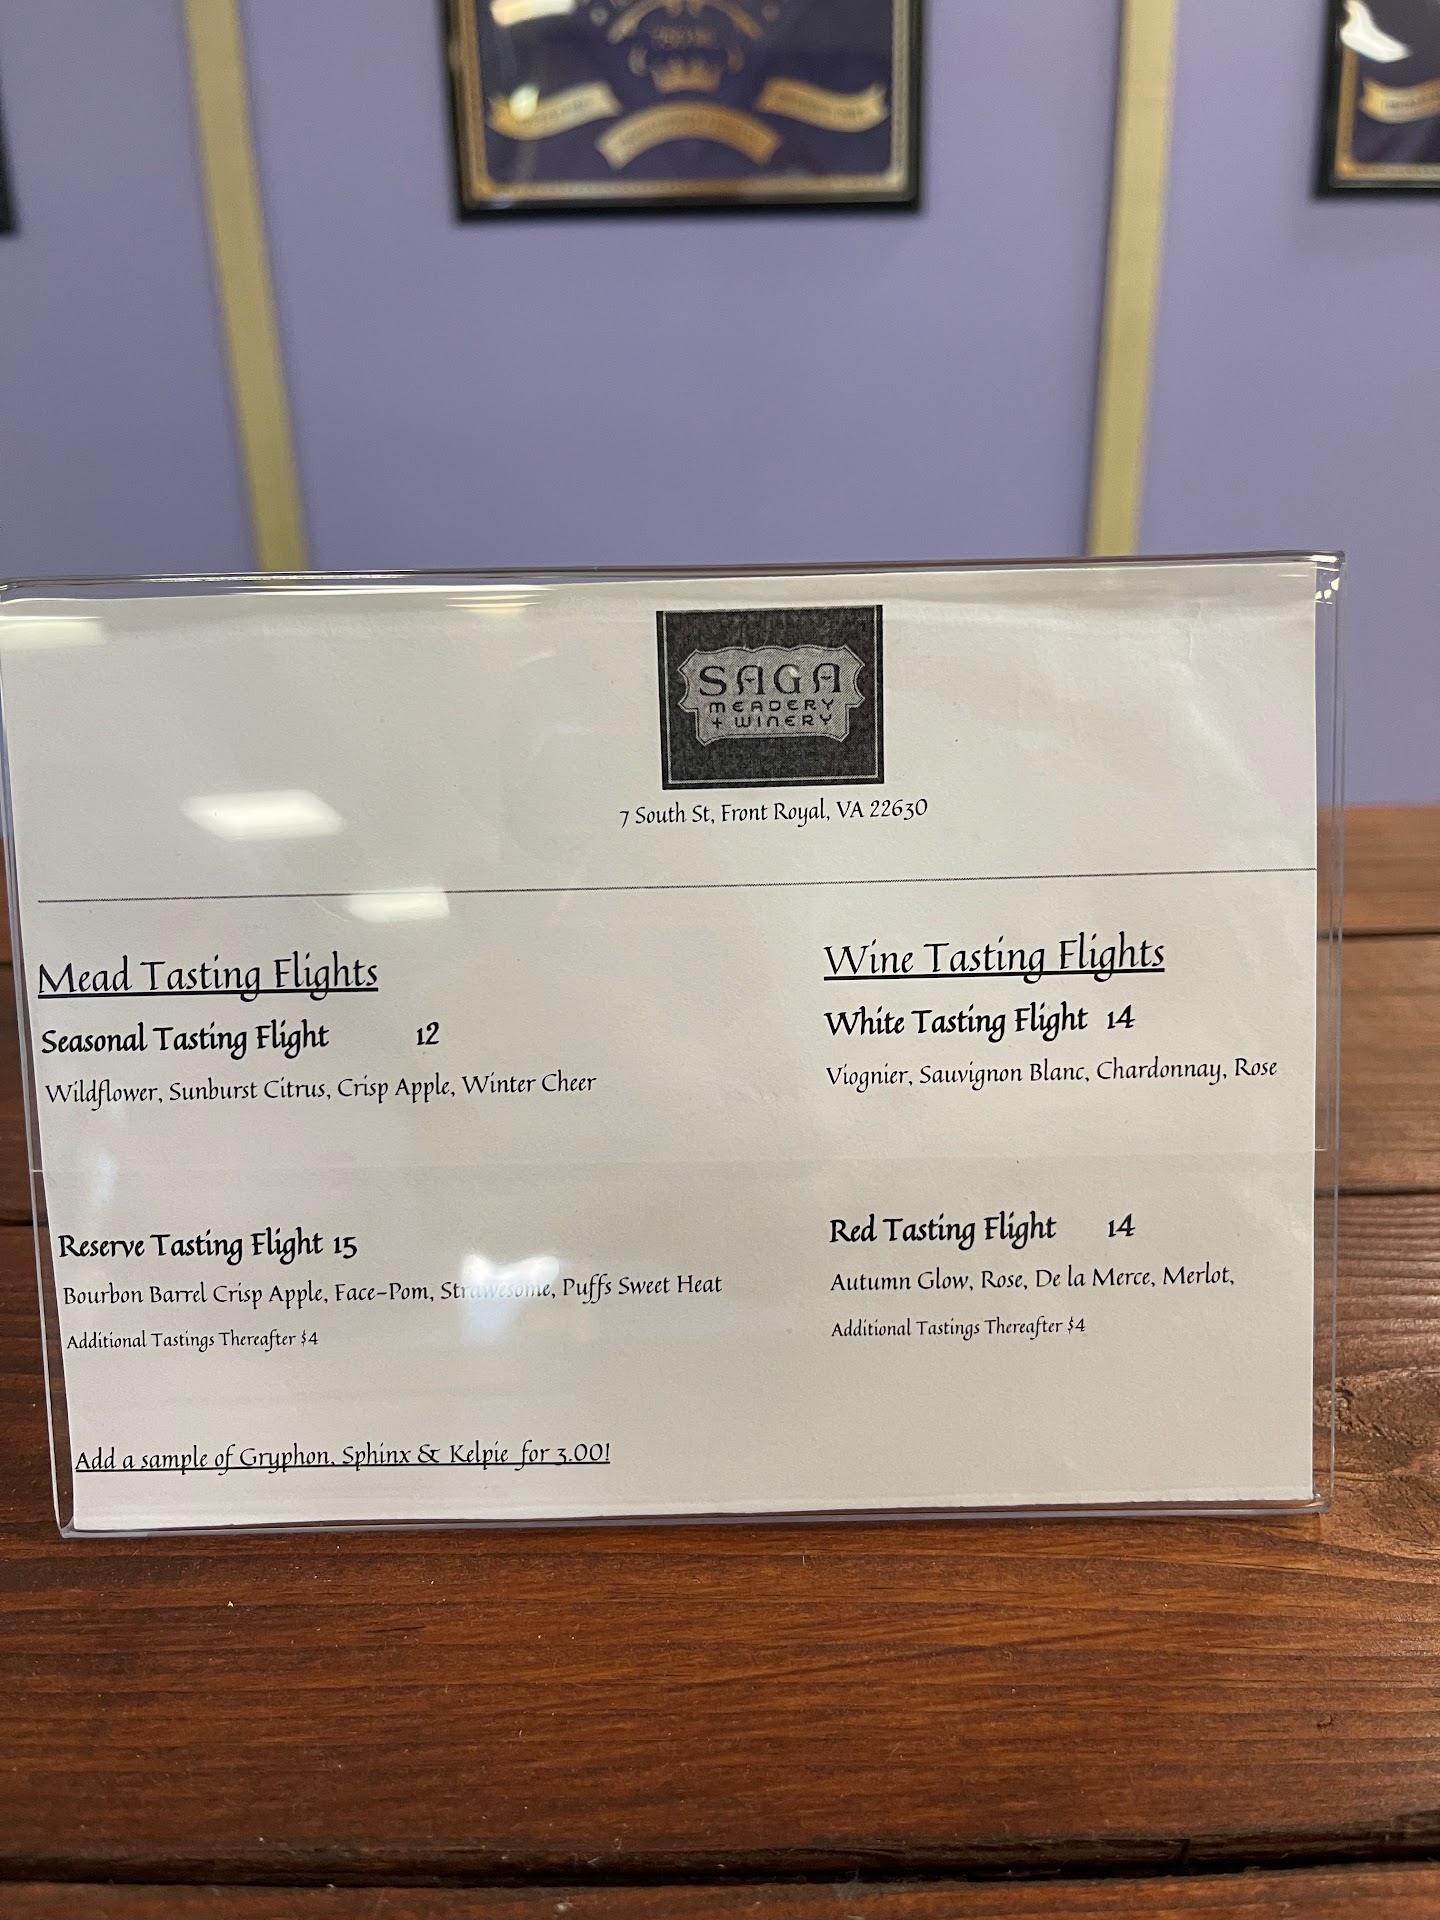 SAGA
MEADERY
+ WINERY
7 South St, Front Royal, VA 22630
Mead Tasting Flights
Seasonal Tasting Flight 12
Wildflower, Sunburst Citrus, Crisp Apple, Winter Cheer
Reserve Tasting Flight 15
Bourbon Barrel Crisp Apple, Face-Pom, Strawesome, Puffs Sweet Heat
Additional Tastings Thereafter $4
Add a sample of Gryphon, Sphinx & Kelpie for 3.00!
Wine Tasting Flights
White Tasting Flight 14
Viognier, Sauvignon Blanc, Chardonnay, Rose
Red Tasting Flight 14
Autumn Glow, Rose, De la Merce, Merlot,
Additional Tastings Thereafter $4